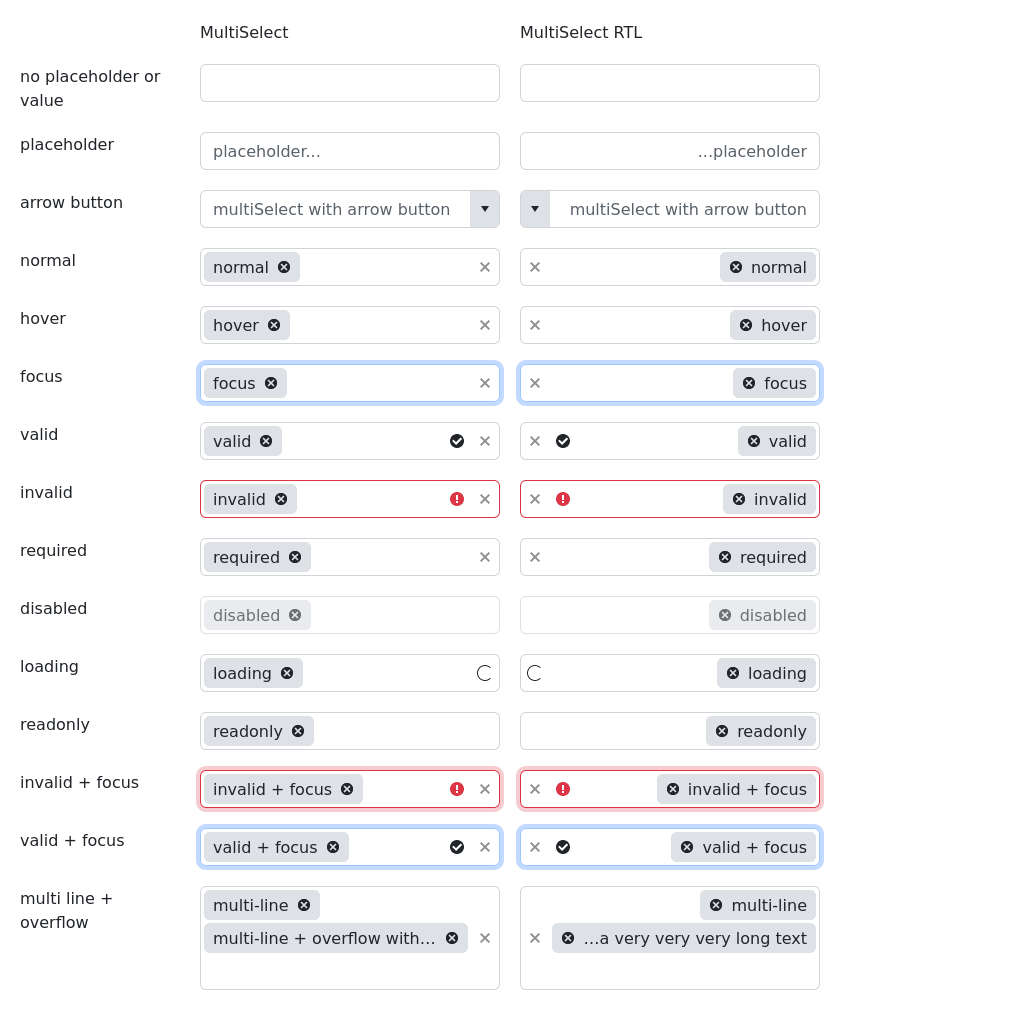 MultiSelect MultiSelect RTL
no placeholder or
value
placeholder placeholder... ...placeholder
arrow button multiSelect with arrow button multiSelect with arrow button
normal normal normal
hover hover hover
focus focus focus
valid valid valid
invalid invalid invalid
required required required
disabled disabled disabled
loading loading loading
readonly readonly readonly
invalid + focus invalid + focus invalid + focus
valid + focus valid + focus valid + focus
multi line + multi-line multi-line
overflow multi-line + overflow with... ...a very very very long text